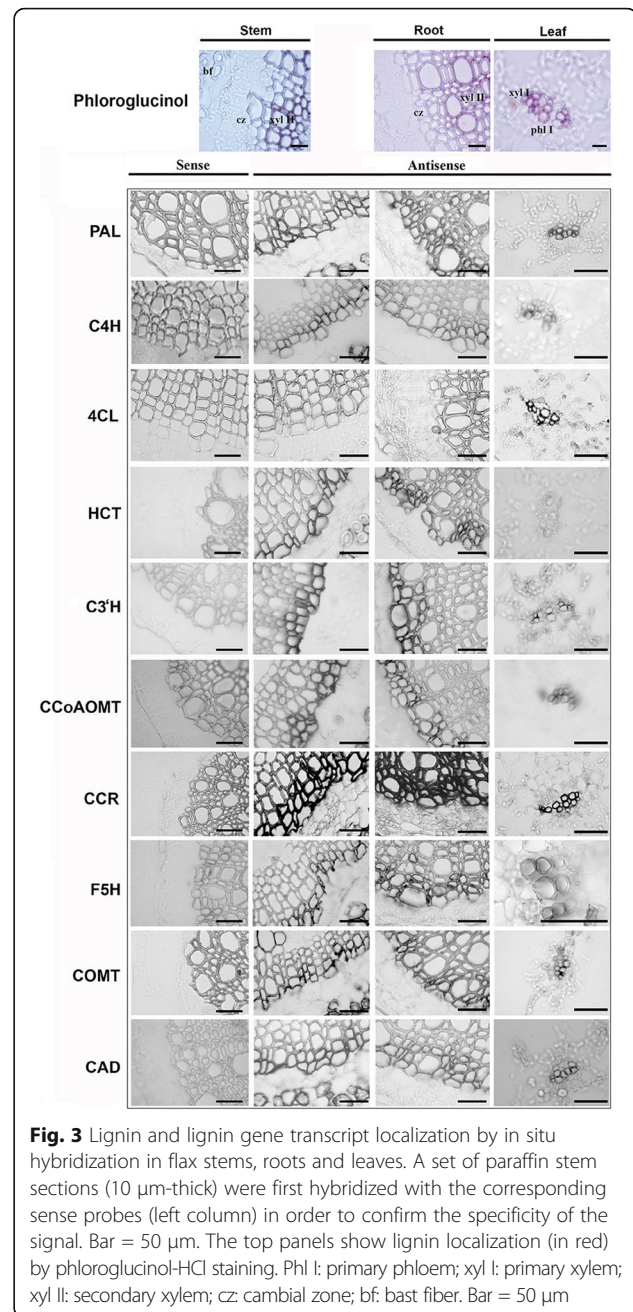 Stem Root Leaf
Phloroglucinol
bf
cz
xyl II
cz
xyl II
xyl I
phl I
Sense Antisense
PAL
C4H
4CL
HCT
C3‘H
CCoAOMT
CCR
F5H
COMT
CAD
Fig. 3 Lignin and lignin gene transcript localization by in situ
hybridization in flax stems, roots and leaves. A set of paraffin stem
sections (10 μm-thick) were first hybridized with the corresponding
sense probes (left column) in order to confirm the specificity of the
signal. Bar = 50 μm. The top panels show lignin localization (in red)
by phloroglucinol-HCl staining. Phl I: primary phloem; xyl I: primary xylem;
xyl II: secondary xylem; cz: cambial zone; bf: bast fiber. Bar = 50 μm